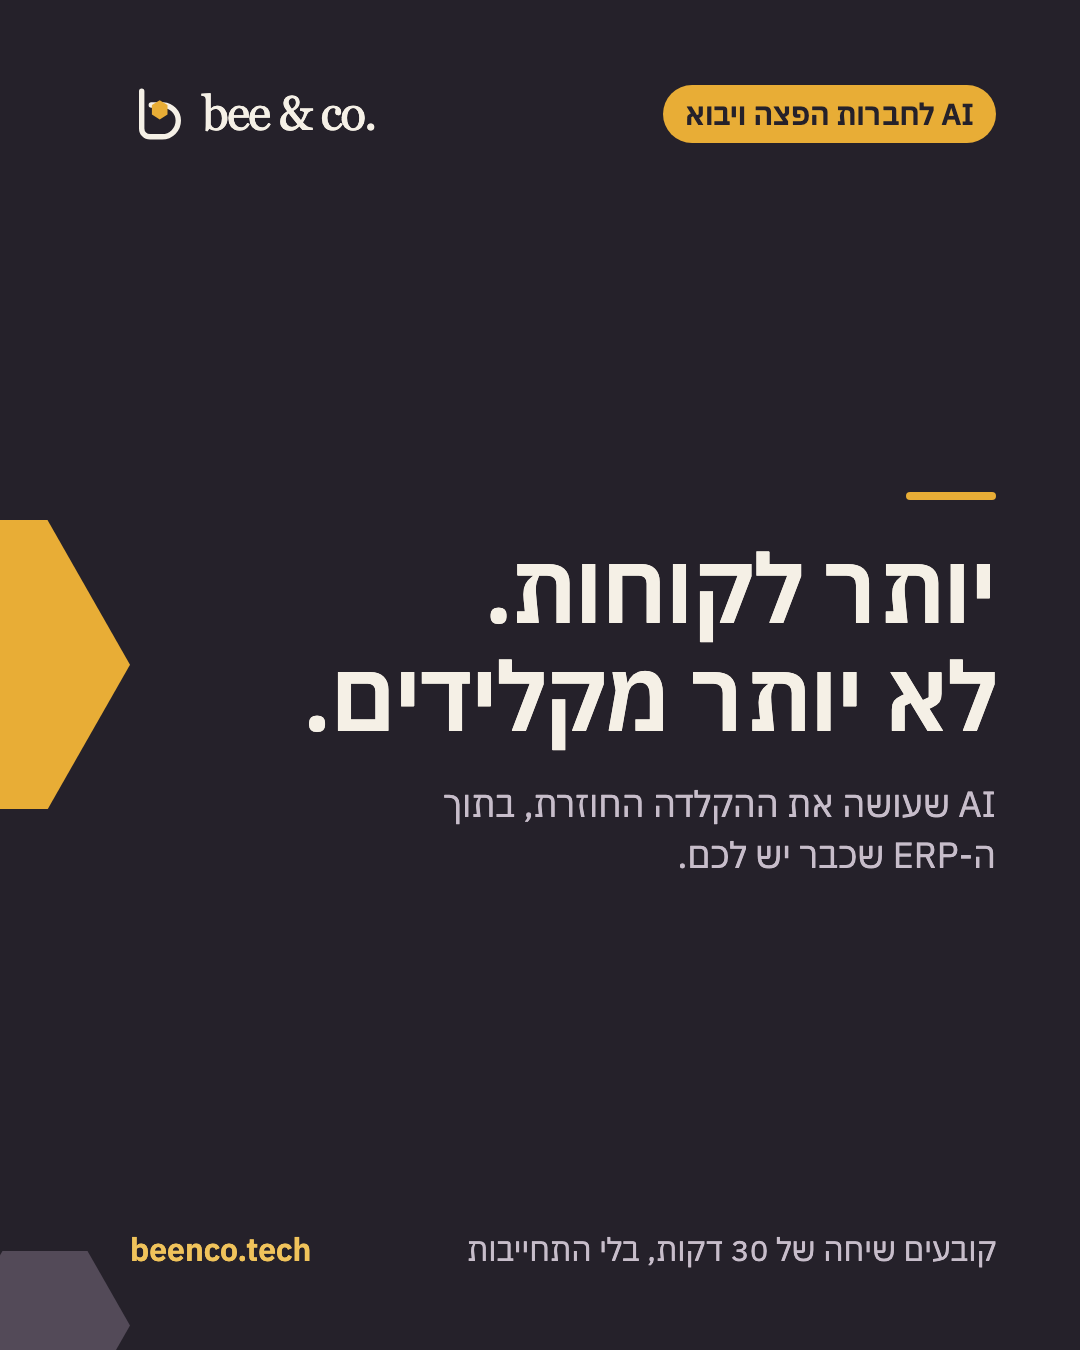 bee & co.
AI לחברות הפצה ויבוא
יותר לקוחות.
לא יותר מקלידים.
AI שעושה את ההקלדה החוזרת, בתוך
ה-ERP שכבר יש לכם.
קובעים שיחה של 30 דקות, בלי התחייבות
beenco.tech